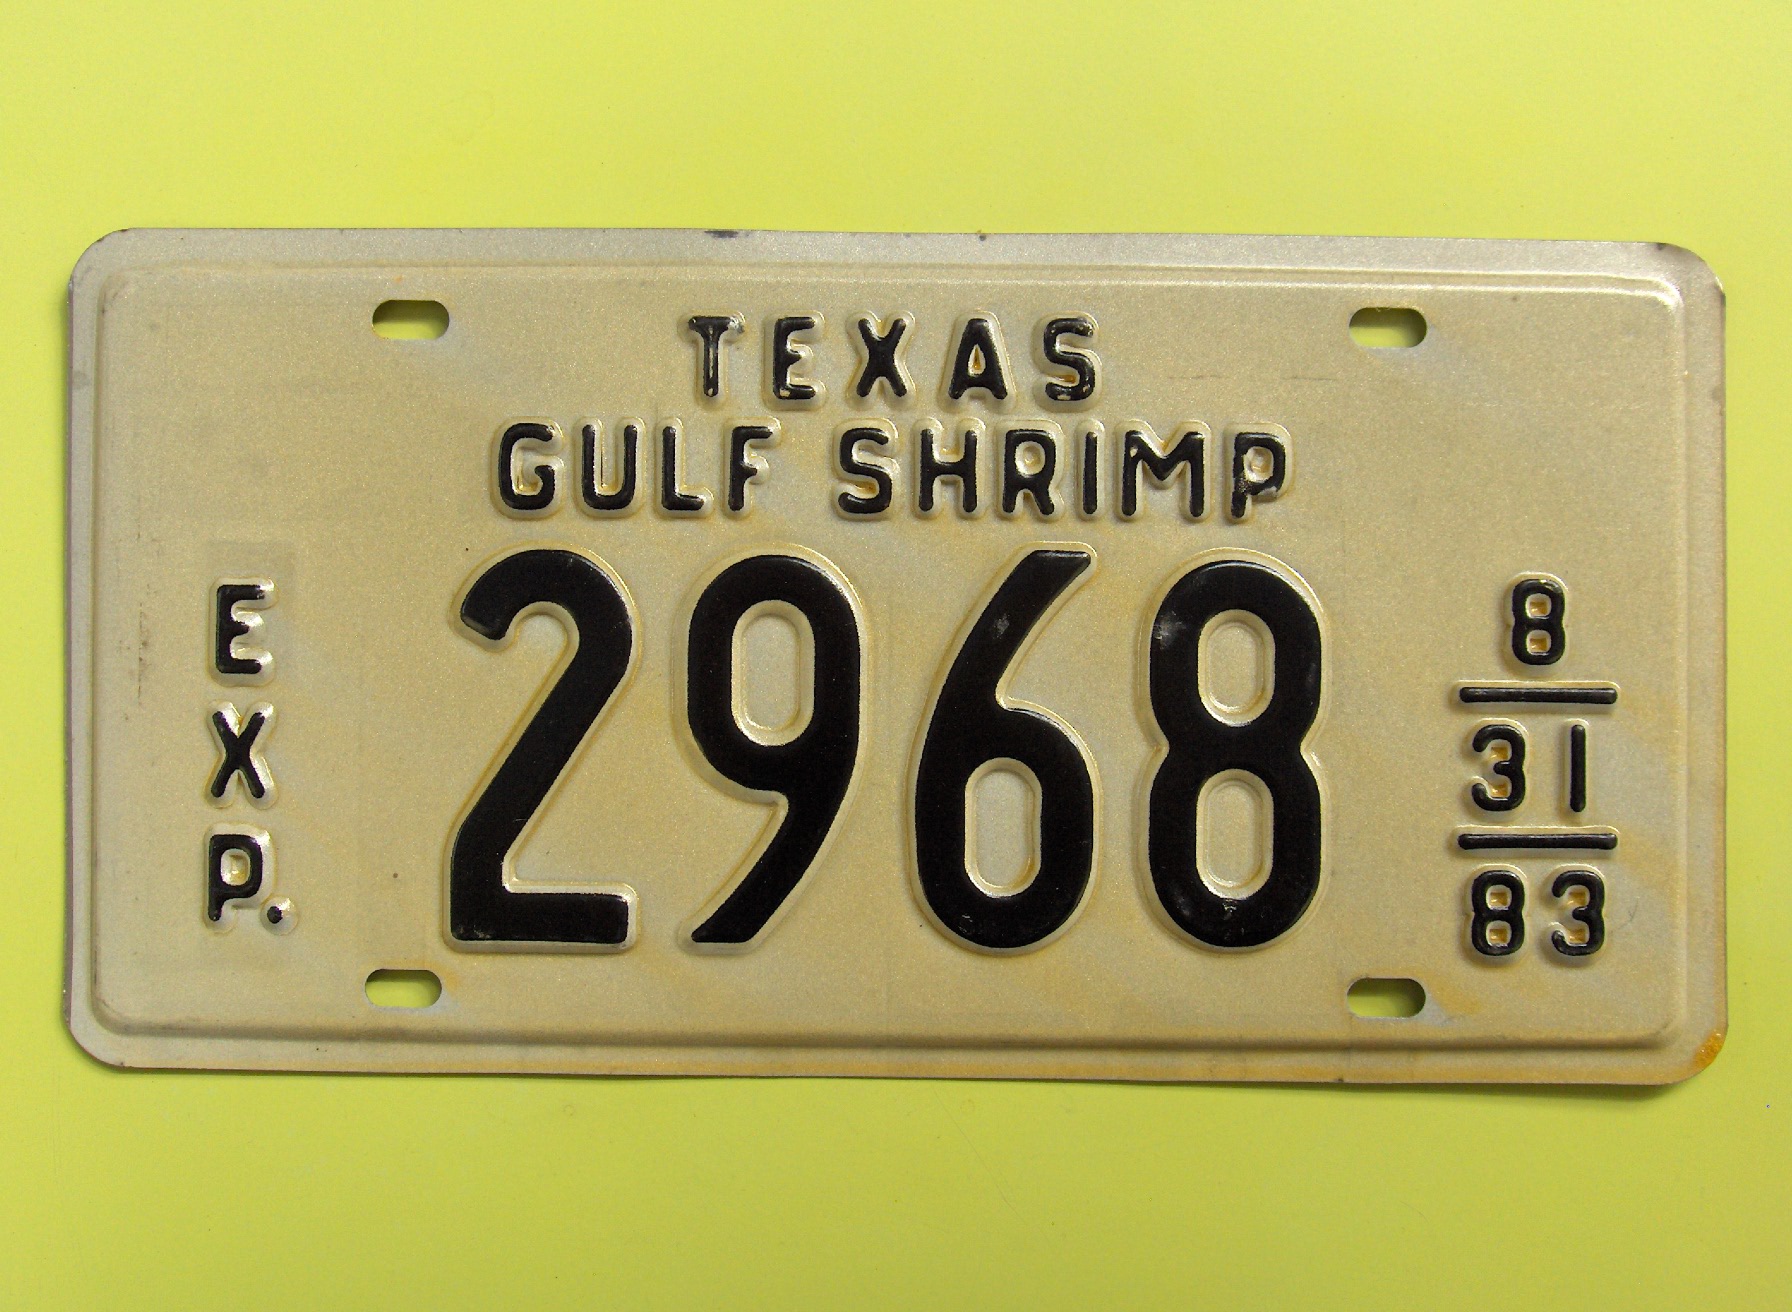 TEXAS
GULF SHRIMP
EXP.
2968
8
31
83